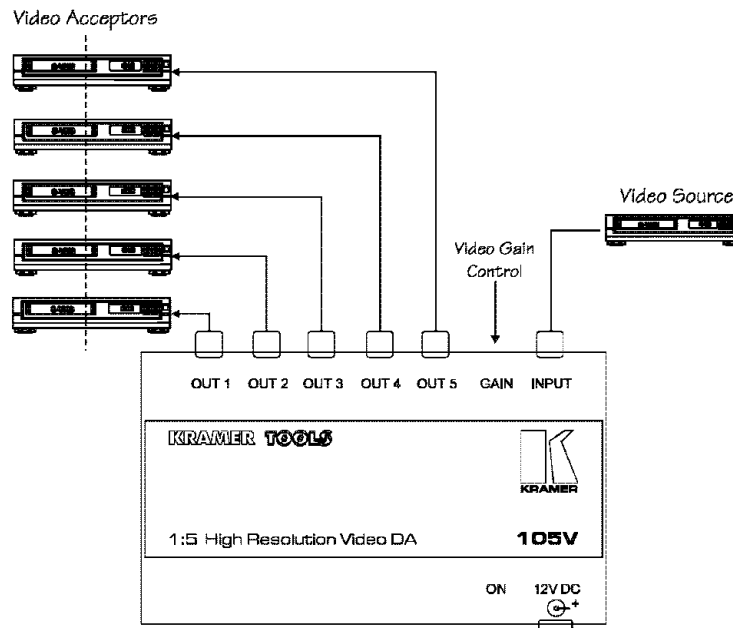 Video Acceptors
Video Source
Video Gain
Control
OUT 1 OUT 2 OUT 3 OUT 4 OUT 5 GAIN INPUT
KRAMER TOOLS
K
KRAMER
1:5 High Resolution Video DA 105V
ON 12V DC
+